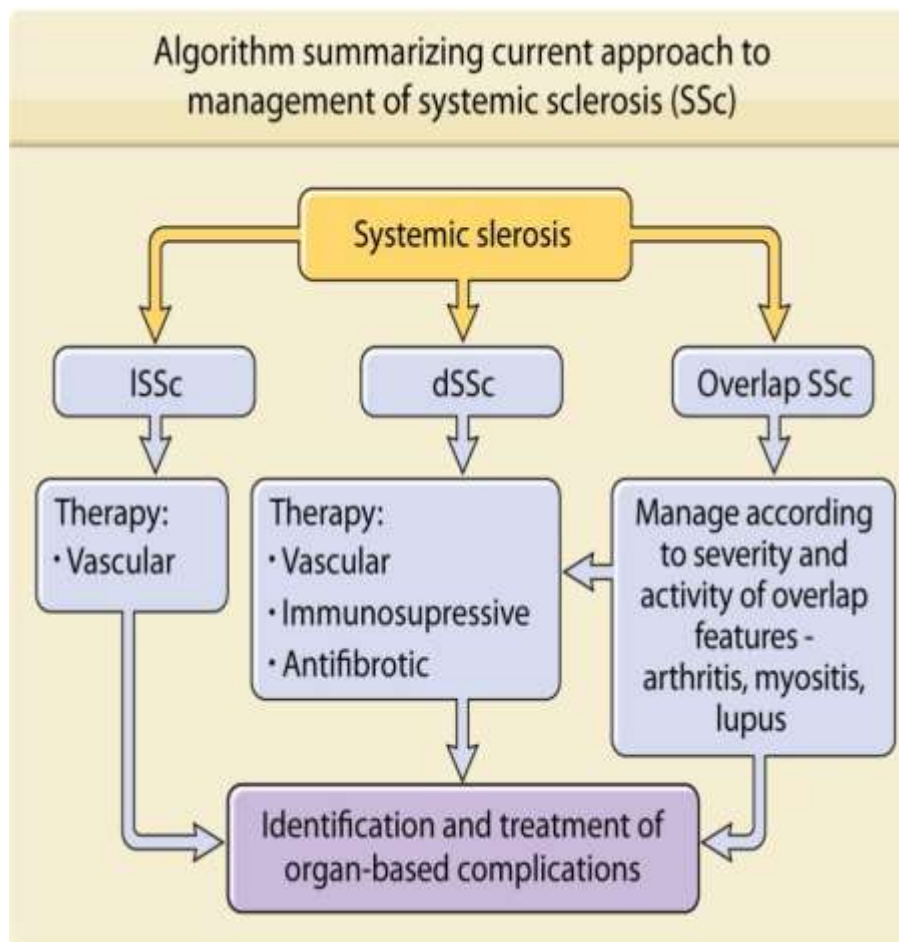 Algorithm summarizing current approach to
management of systemic sclerosis (SSc)
Systemic slerosis
lSSc
dSSc
Overlap SSc
Therapy:
· Vascular
Therapy:
· Vascular
· Immunosupressive
· Antifibrotic
Manage according
to severity and
activity of overlap
features -
arthritis, myositis,
lupus
Identification and treatment of
organ-based complications